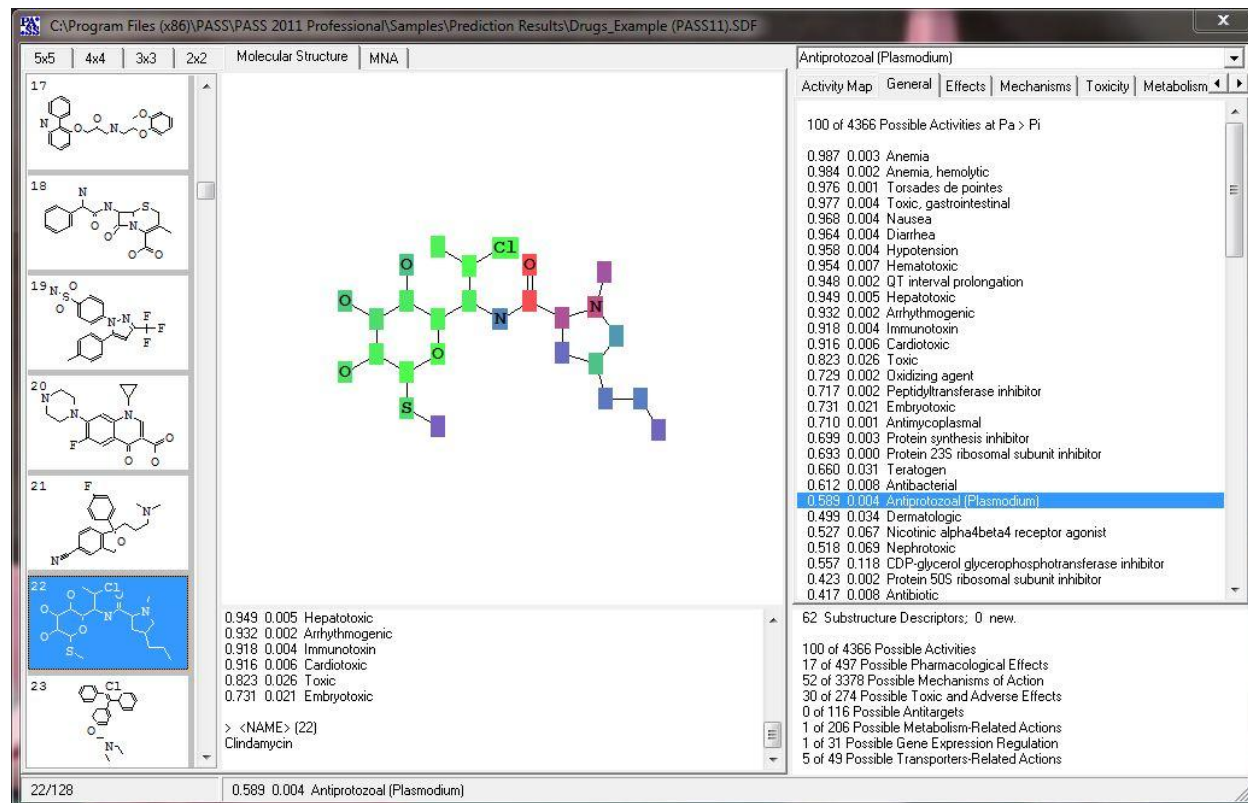 PASS
C:\Program Files (x86)\PASS\PASS 2011 Professional\Samples\Prediction Results\Drugs_Example (PASS11).SDF
x
5x5 4x4 3x3 2x2
Molecular Structure MNA
17
N O O N O O
18
N N O S O N O O
19
N S O O N N F F F
20
N N N F O O O
21
F N O N
22
O O O O S Cl N O N
23
Cl O N
Cl
O
O
O
O
O
N
N
S
0.949 0.005 Hepatotoxic
0.932 0.002 Arrhythmogenic
0.918 0.004 Immunotoxin
0.916 0.006 Cardiotoxic
0.823 0.026 Toxic
0.731 0.021 Embryotoxic
> <NAME> (22)
Clindamycin
Antiprotozoal (Plasmodium)
Activity Map General Effects Mechanisms Toxicity Metabolism
100 of 4366 Possible Activities at Pa > Pi
0.987 0.003 Anemia
0.984 0.002 Anemia, hemolytic
0.976 0.001 Torsades de pointes
0.977 0.004 Toxic, gastrointestinal
0.968 0.004 Nausea
0.964 0.004 Diarrhea
0.958 0.004 Hypotension
0.954 0.007 Hematotoxic
0.948 0.002 QT interval prolongation
0.949 0.005 Hepatotoxic
0.932 0.002 Arrhythmogenic
0.918 0.004 Immunotoxin
0.916 0.006 Cardiotoxic
0.823 0.026 Toxic
0.729 0.002 Oxidizing agent
0.717 0.002 Peptidyltransferase inhibitor
0.731 0.021 Embryotoxic
0.710 0.001 Antimycoplasmal
0.699 0.003 Protein synthesis inhibitor
0.693 0.000 Protein 23S ribosomal subunit inhibitor
0.660 0.031 Teratogen
0.612 0.008 Antibacterial
0.589 0.004 Antiprotozoal (Plasmodium)
0.499 0.034 Dermatologic
0.527 0.067 Nicotinic alpha4beta4 receptor agonist
0.518 0.069 Nephrotoxic
0.557 0.118 CDP-glycerol glycerophosphotransferase inhibitor
0.423 0.002 Protein 50S ribosomal subunit inhibitor
0.417 0.008 Antibiotic
62 Substructure Descriptors; 0 new.
100 of 4366 Possible Activities
17 of 497 Possible Pharmacological Effects
52 of 3378 Possible Mechanisms of Action
30 of 274 Possible Toxic and Adverse Effects
0 of 116 Possible Antitargets
1 of 206 Possible Metabolism-Related Actions
1 of 31 Possible Gene Expression Regulation
5 of 49 Possible Transporters-Related Actions
22/128
0.589 0.004 Antiprotozoal (Plasmodium)